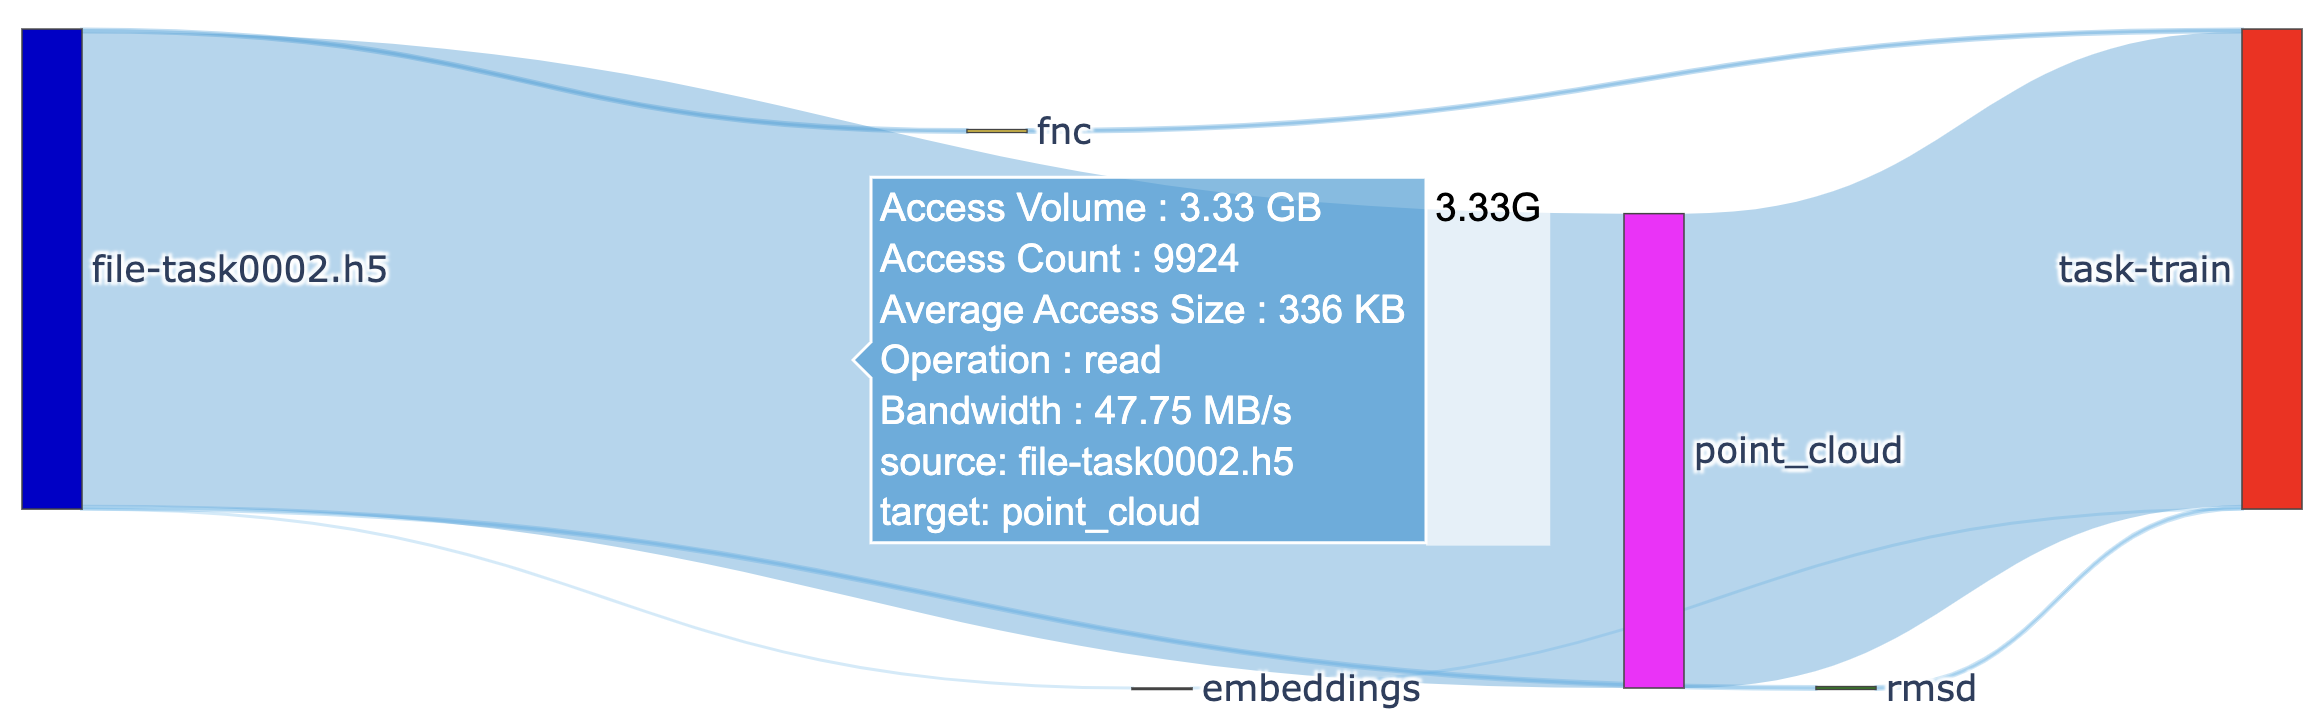 fnc
Access Volume : 3.33 GB
3.33G
Access Count : 9924
file-task0002.h5
task-train
Average Access Size : 336 KB
Operation : read
Bandwidth : 47.75 MB/s
point_cloud
source: file-task0002.h5
target: point_cloud
embeddings
rmsd